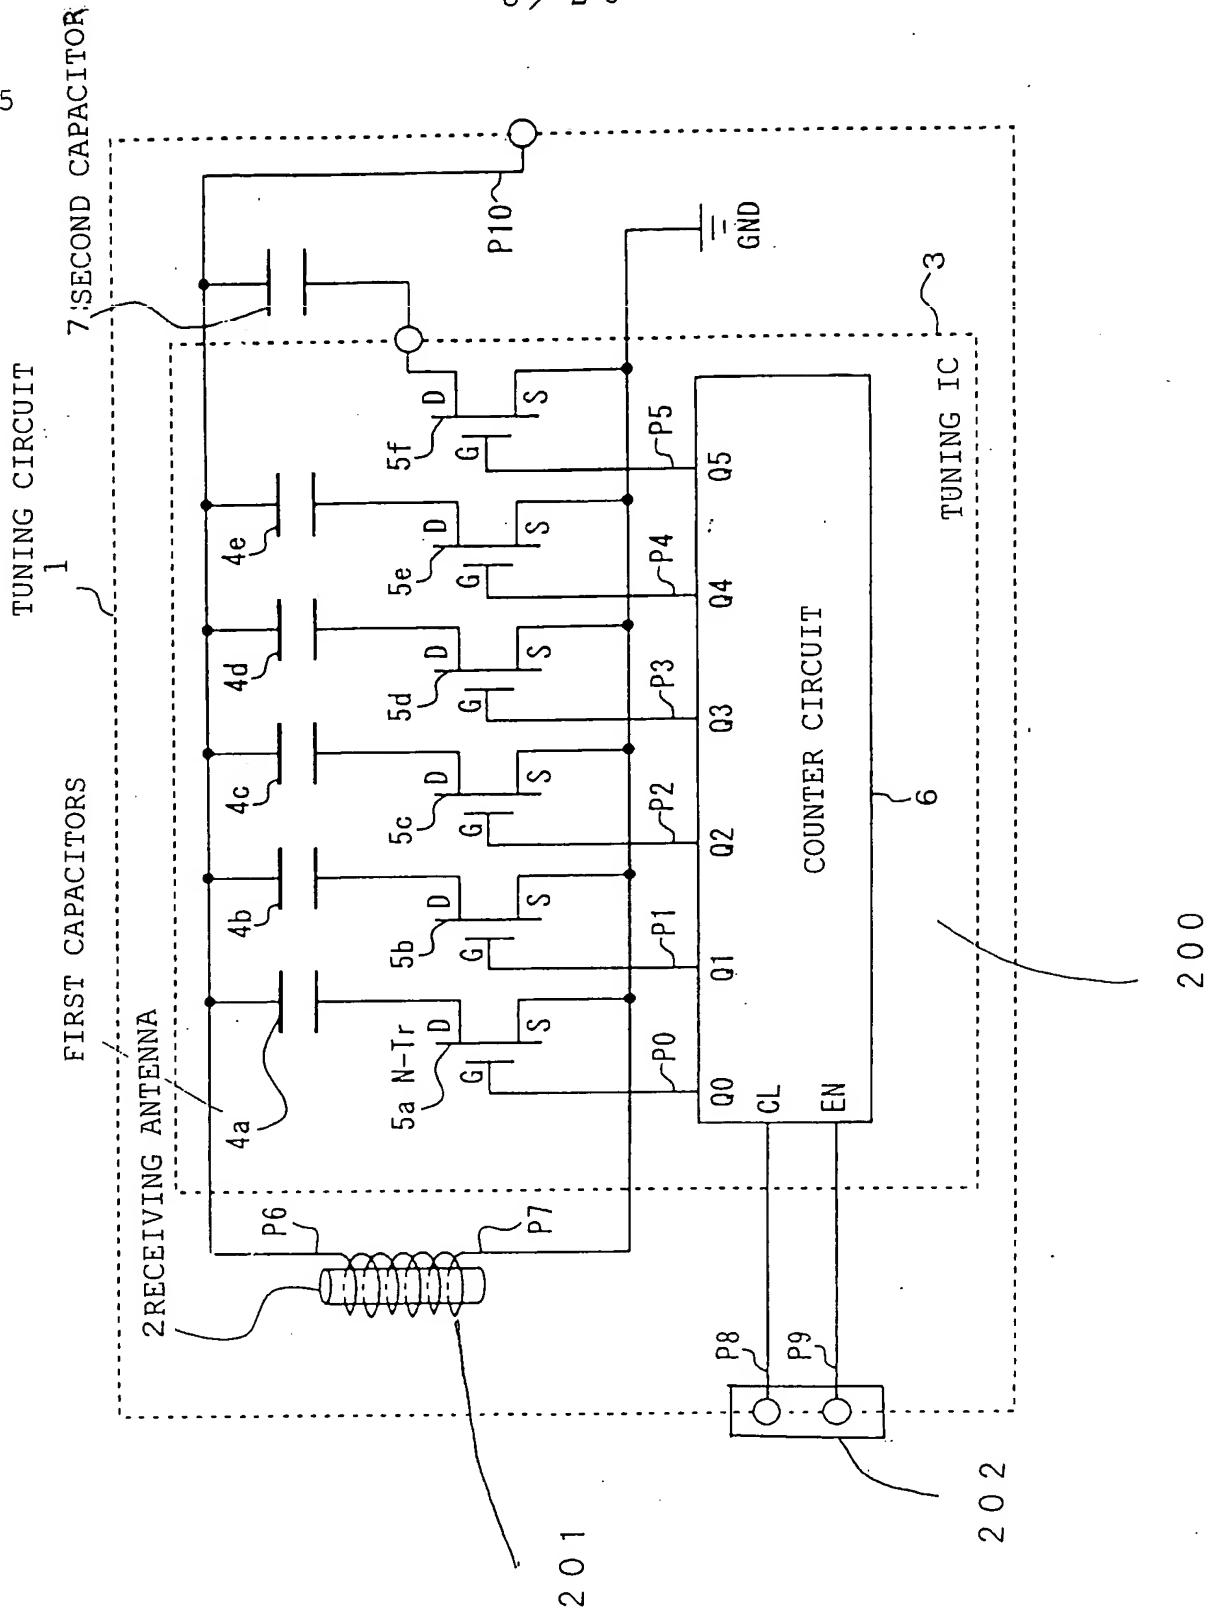 5
TUNING CIRCUIT
1
7 SECOND CAPACITOR
FIRST CAPACITORS
2RECEIVING ANTENNA
4a
4b
4c
4d
4e
P6
P10
5a N-Tr
5b
5c
5d
5e
5f
D
D
D
D
D
D
G
G
G
G
G
G
S
S
S
S
S
S
P7
GND
P0
P1
P2
P3
P4
P5
Q0
Q1
Q2
Q3
Q4
Q5
CL
EN
P8
P9
COUNTER CIRCUIT
6
TUNING IC
3
200
201
202